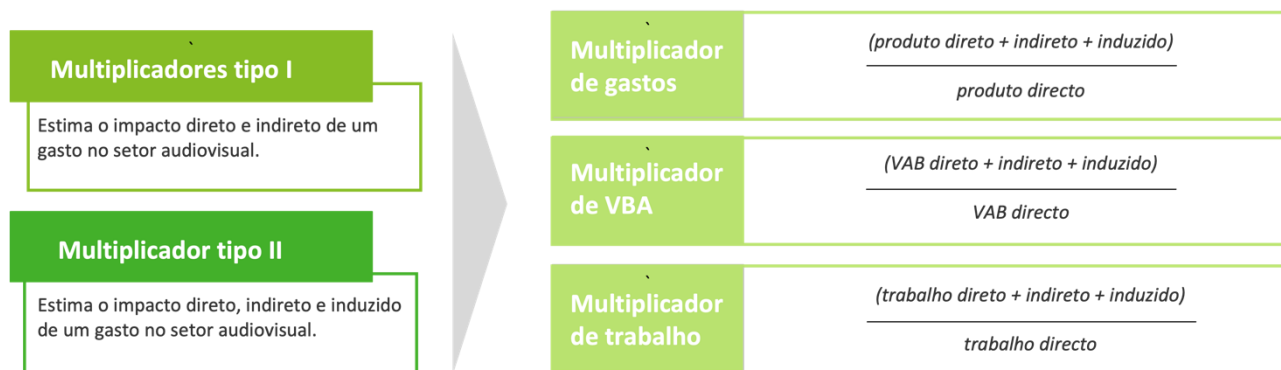 Multiplicadores tipo I
Estima o impacto direto e indireto de um
gasto no setor audiovisual.
Multiplicador tipo II
Estima o impacto direto, indireto e induzido
de um gasto no setor audiovisual.
Multiplicador
de gastos
(produto direto + indireto + induzido)
produto directo
Multiplicador
de VBA
(VAB direto + indireto + induzido)
VAB directo
Multiplicador
de trabalho
(trabalho direto + indireto + induzido)
trabalho directo